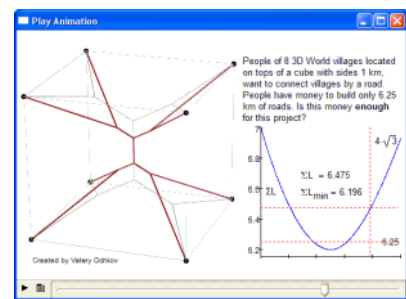 Play Animation
People of 8 3D World villages located
on tops of a cube with sides 1 km,
want to connect villages by a road.
People have money to build only 6.25
km of roads. Is this money enough
for this project?
7
4·√3
6.8
ΣL = 6.475
6.6
ΣL
ΣLmin = 6.196
6.4
6.25
6.2
Created by Valery Ochkov